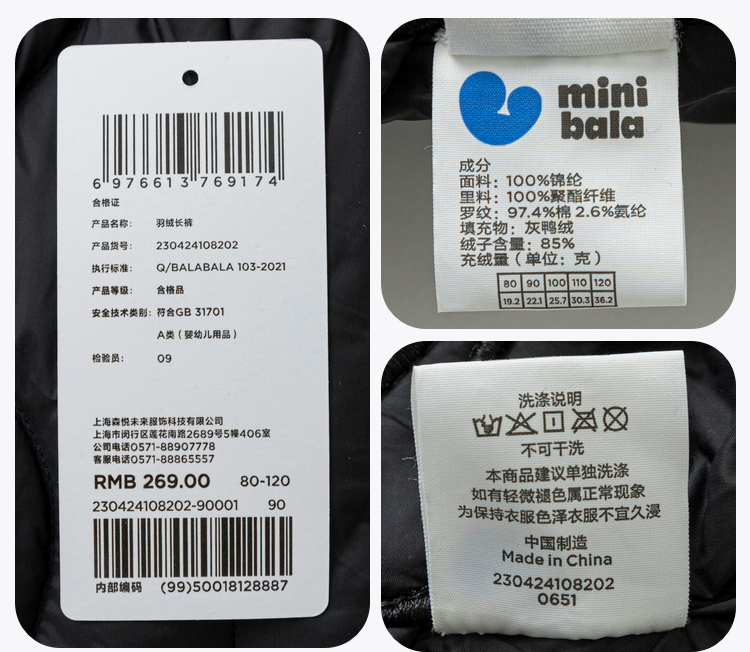 6 976613 769174
合格证
产品名称: 羽绒长裤
产品货号: 230424108202
执行标准: Q/BALABALA 103-2021
产品等级: 合格品
安全技术类别: 符合GB 31701
A类 (婴幼儿用品)
检验员: 09
上海森悦未来服饰科技有限公司
上海市闵行区莲花南路2689号5幢406室
公司电话0571-88907778
客服电话0571-88865557
RMB 269.00 80-120
230424108202-90001 90
内部编码 (99)50018128887
mini
bala
成分
面料: 100%锦纶
里料: 100%聚酯纤维
罗纹: 97.4%棉 2.6%氨纶
填充物: 灰鸭绒
绒子含量: 85%
充绒量 (单位: 克)
80 90 100 110 120
19.2 22.1 25.7 30.3 36.2
洗涤说明
不可干洗
本商品建议单独洗涤
如有轻微褪色属正常现象
为保持衣服色泽衣服不宜久浸
中国制造
Made in China
230424108202
0651